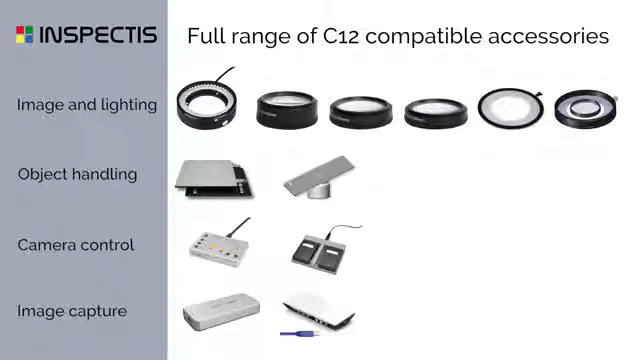 INSPECTIS
Full range of C12 compatible accessories
Image and lighting
Object handling
Camera control
Image capture